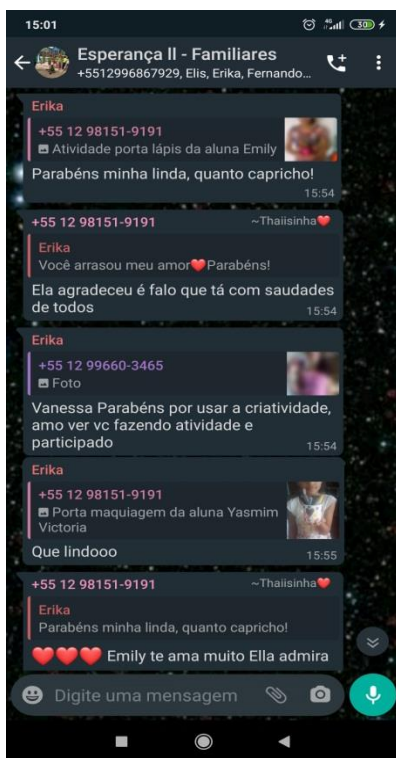 15:01
4G
30
Esperança ll - Familiares
+5512996867929, Elis, Erika, Fernando...
Erika
+55 12 98151-9191
Atividade porta lápis da aluna Emily
Parabéns minha linda, quanto capricho!
15:54
+55 12 98151-9191 ~Thaiisinha❤️
Erika
Você arrasou meu amor❤️Parabéns!
Ela agradeceu é falo que tá com saudades
de todos
15:54
Erika
+55 12 99660-3465
Foto
Vanessa Parabéns por usar a criatividade,
amo ver vc fazendo atividade e
participado
15:54
Erika
+55 12 98151-9191
Porta maquiagem da aluna Yasmim
Victoria
Que lindooo
15:55
+55 12 98151-9191 ~Thaiisinha❤️
Erika
Parabéns minha linda, quanto capricho!
❤️❤️❤️ Emily te ama muito Ella admira
Digite uma mensagem